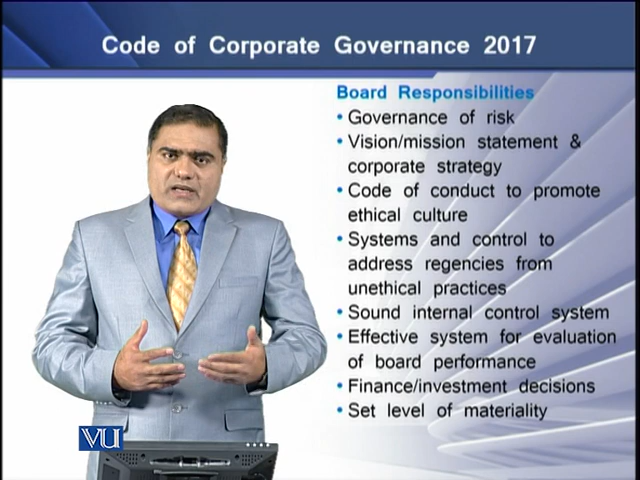 Code of Corporate Governance 2017
Board Responsibilities
• Governance of risk
• Vision/mission statement &
corporate strategy
• Code of conduct to promote
ethical culture
• Systems and control to
address regencies from
unethical practices
• Sound internal control system
• Effective system for evaluation
of board performance
• Finance/investment decisions
• Set level of materiality
VU